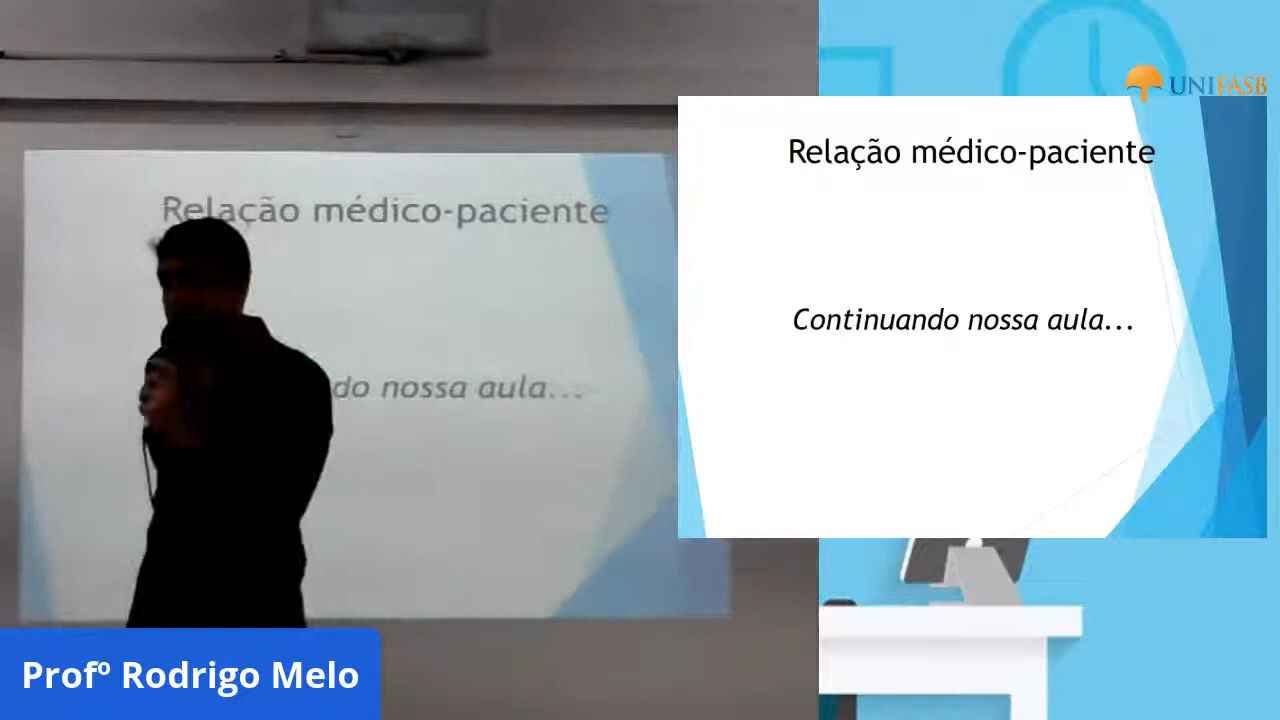 Relação médico-paciente
do nossa aula...
UNIFASB
Relação médico-paciente
Continuando nossa aula...
Profº Rodrigo Melo